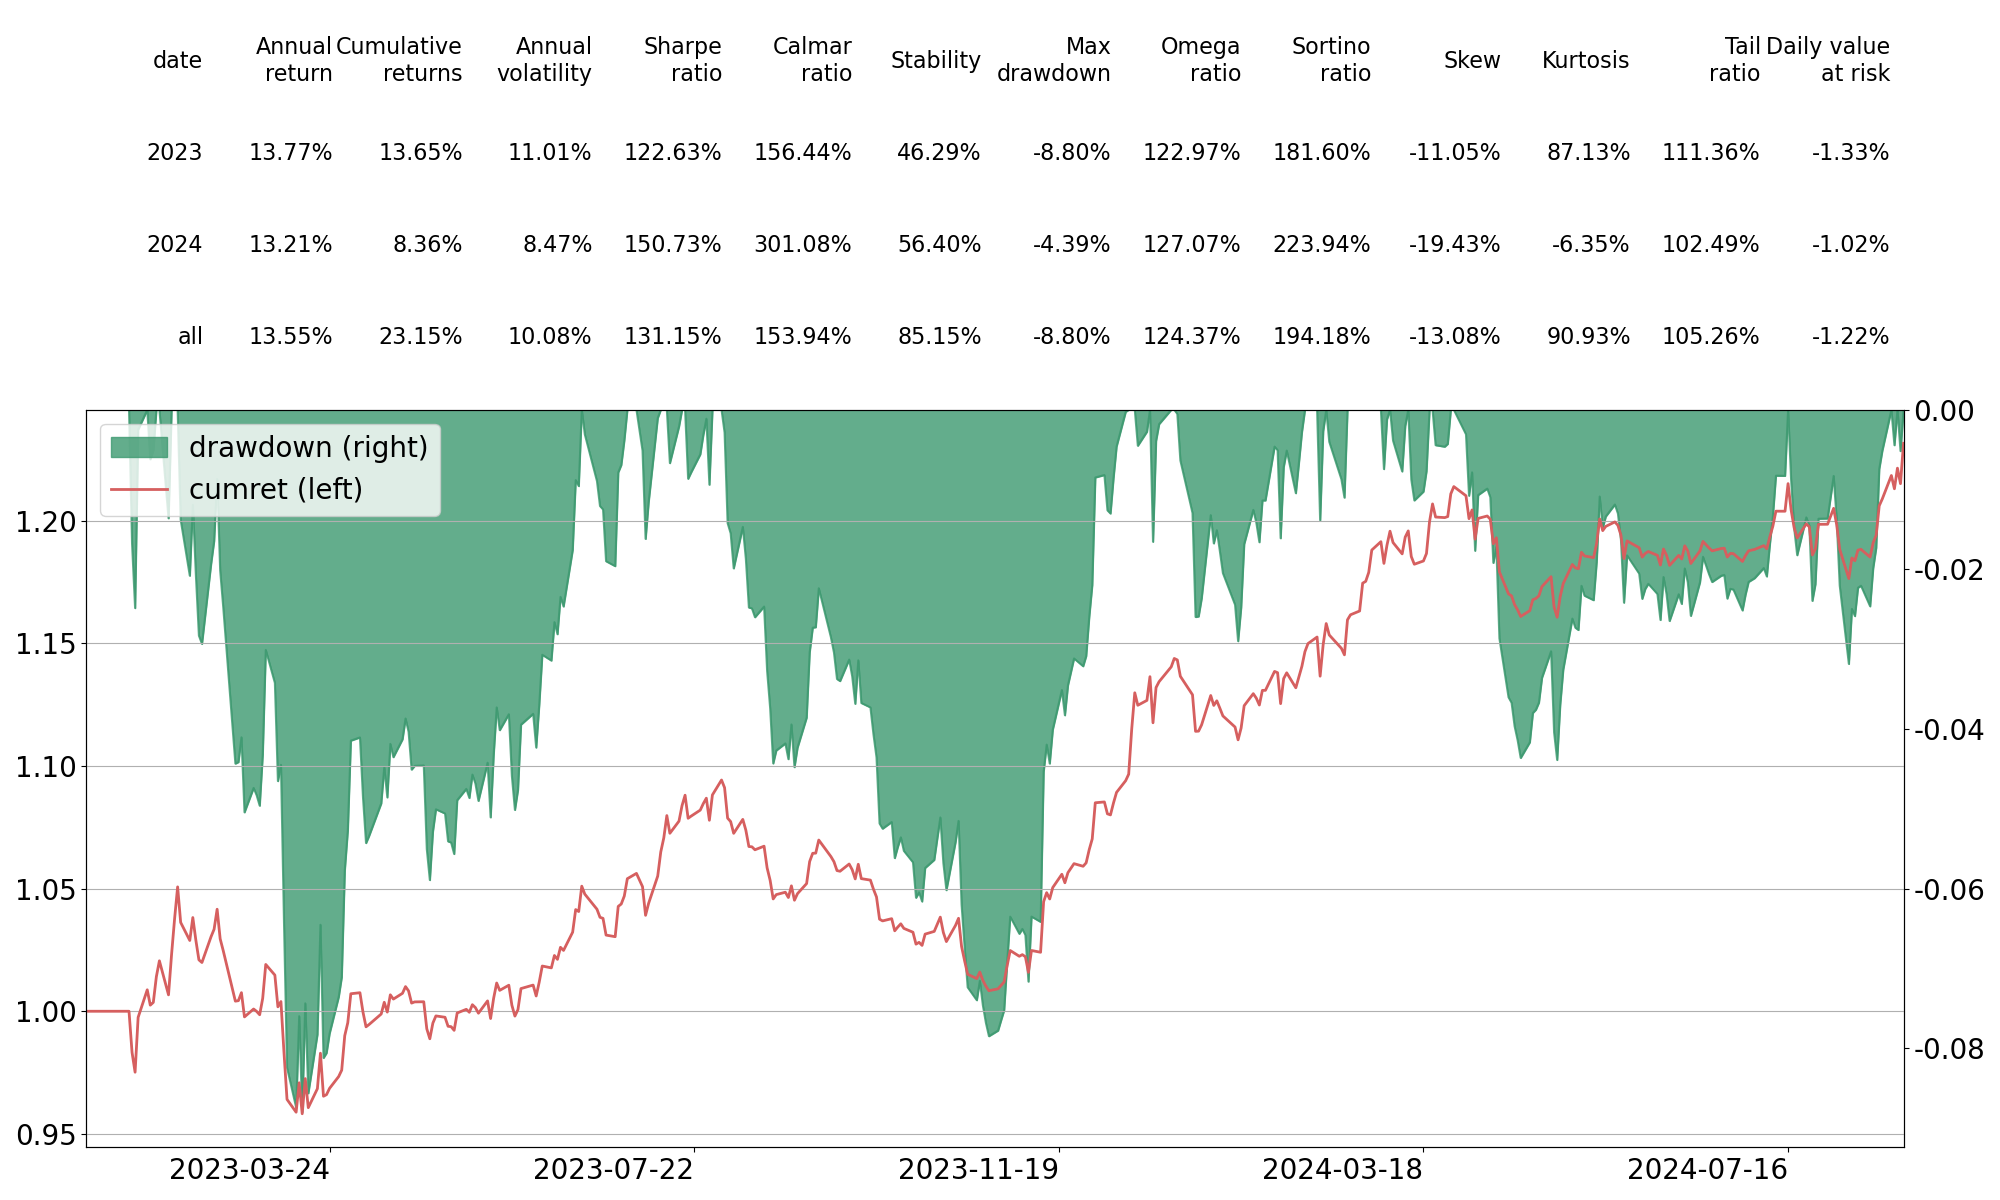 date Annual return Cumulative returns Annual volatility Sharpe ratio Calmar ratio Stability Max drawdown Omega ratio Sortino ratio Skew Kurtosis Tail ratio Daily value at risk
2023 13.77% 13.65% 11.01% 122.63% 156.44% 46.29% -8.80% 122.97% 181.60% -11.05% 87.13% 111.36% -1.33%
2024 13.21% 8.36% 8.47% 150.73% 301.08% 56.40% -4.39% 127.07% 223.94% -19.43% -6.35% 102.49% -1.02%
all 13.55% 23.15% 10.08% 131.15% 153.94% 85.15% -8.80% 124.37% 194.18% -13.08% 90.93% 105.26% -1.22%
drawdown (right)
cumret (left)
1.20
1.15
1.10
1.05
1.00
0.95
0.00
-0.02
-0.04
-0.06
-0.08
2023-03-24 2023-07-22 2023-11-19 2024-03-18 2024-07-16